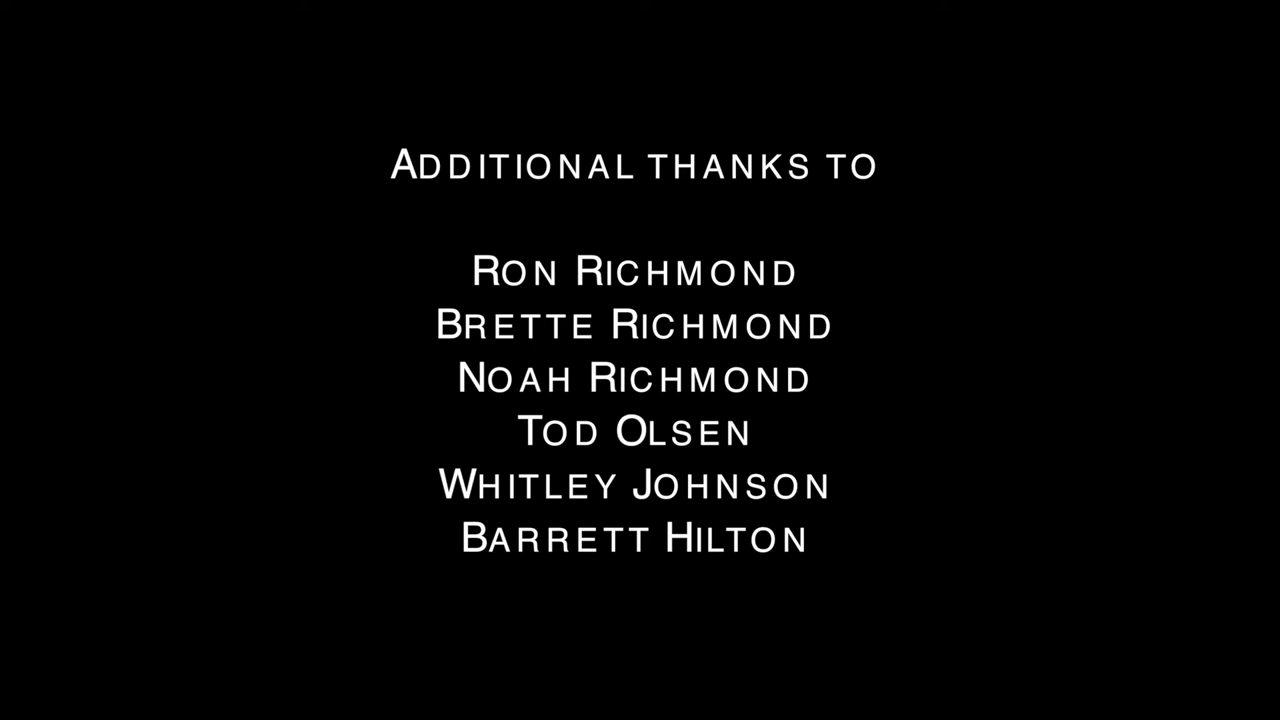 Additional thanks to
Ron Richmond
Brette Richmond
Noah Richmond
Tod Olsen
Whitley Johnson
Barrett Hilton